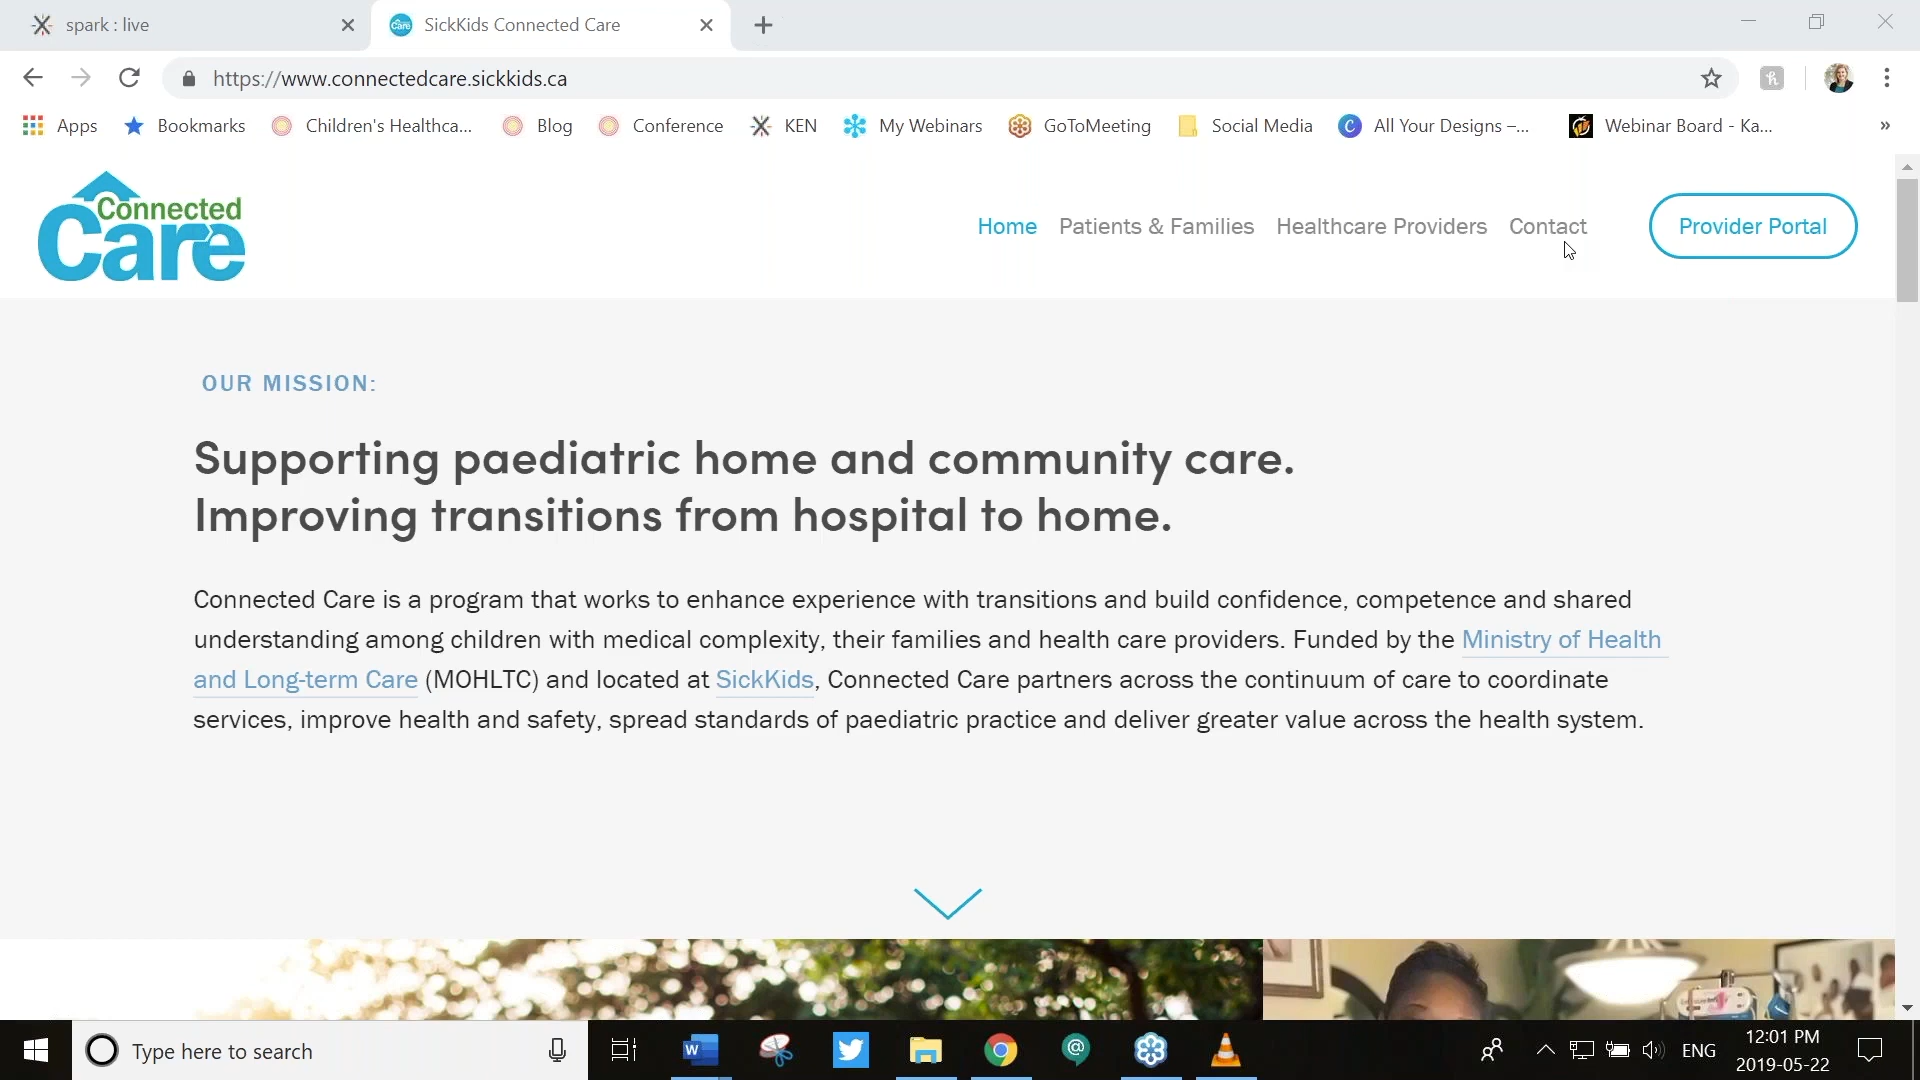 spark : live
SickKids Connected Care
https://www.connectedcare.sickkids.ca
Apps
Bookmarks
Children's Healthca...
Blog
Conference
KEN
My Webinars
GoToMeeting
Social Media
All Your Designs –...
Webinar Board - Ka...
»
Connected
Care
Home
Patients & Families
Healthcare Providers
Contact
Provider Portal
OUR MISSION:
Supporting paediatric home and community care.
Improving transitions from hospital to home.
Connected Care is a program that works to enhance experience with transitions and build confidence, competence and shared
understanding among children with medical complexity, their families and health care providers. Funded by the Ministry of Health
and Long-term Care (MOHLTC) and located at SickKids, Connected Care partners across the continuum of care to coordinate
services, improve health and safety, spread standards of paediatric practice and deliver greater value across the health system.
Type here to search
ENG
12:01 PM
2019-05-22